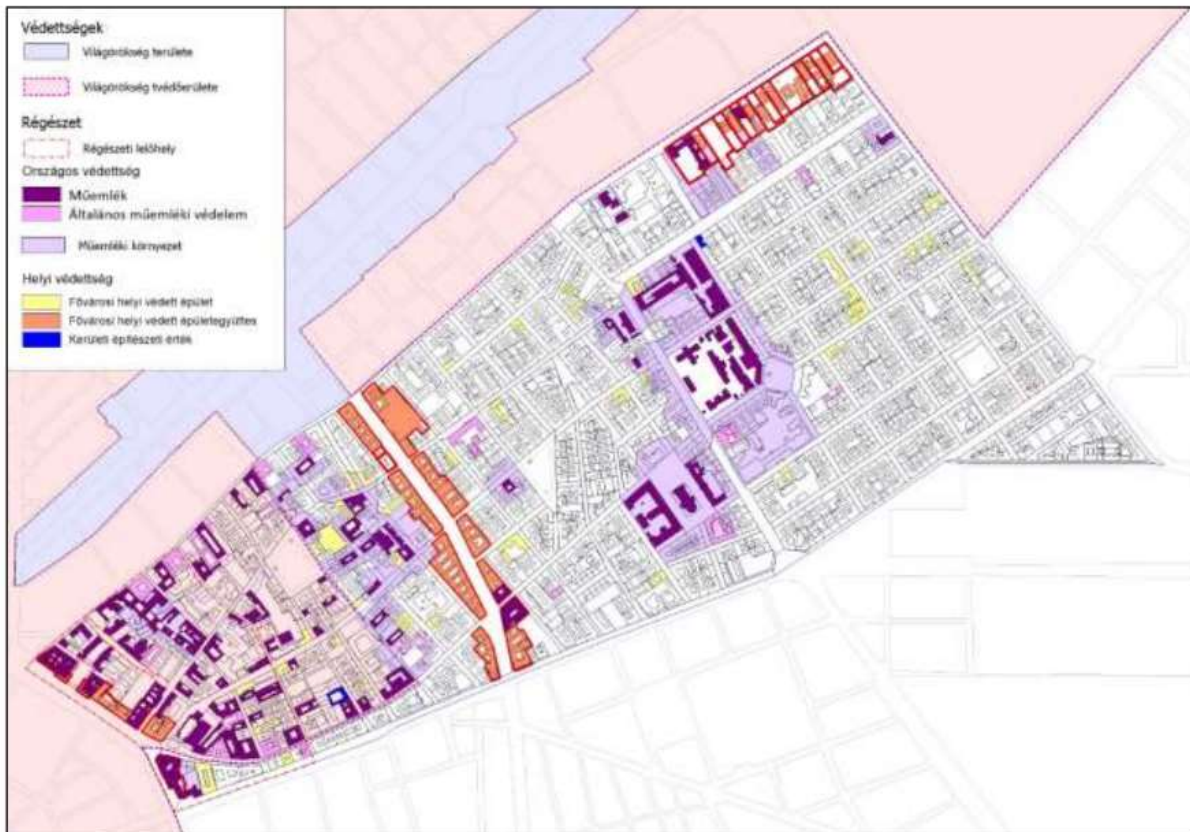 Védettségek
Világörökség területe
Világörökség tvédőerülete
Régészet
Régészeti lelőhely
Országos védettség
Műemlék
Általános műemléki védelem
Műemléki környezet
Helyi védettség
Fővárosi helyi védett épület
Fővárosi helyi védett épületegyüttes
Kerületi építészeti érték